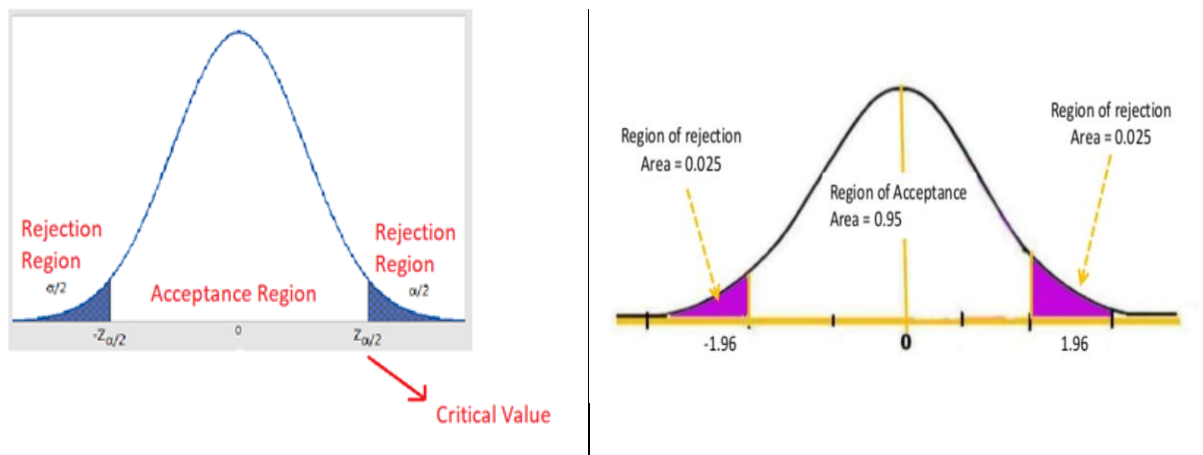 Rejection
Region
α/2
Acceptance Region
Rejection
Region
α/2
-Zα/2
0
Zα/2
Critical Value
Region of rejection
Area = 0.025
Region of rejection
Area = 0.025
Region of Acceptance
Area = 0.95
-1.96
0
1.96